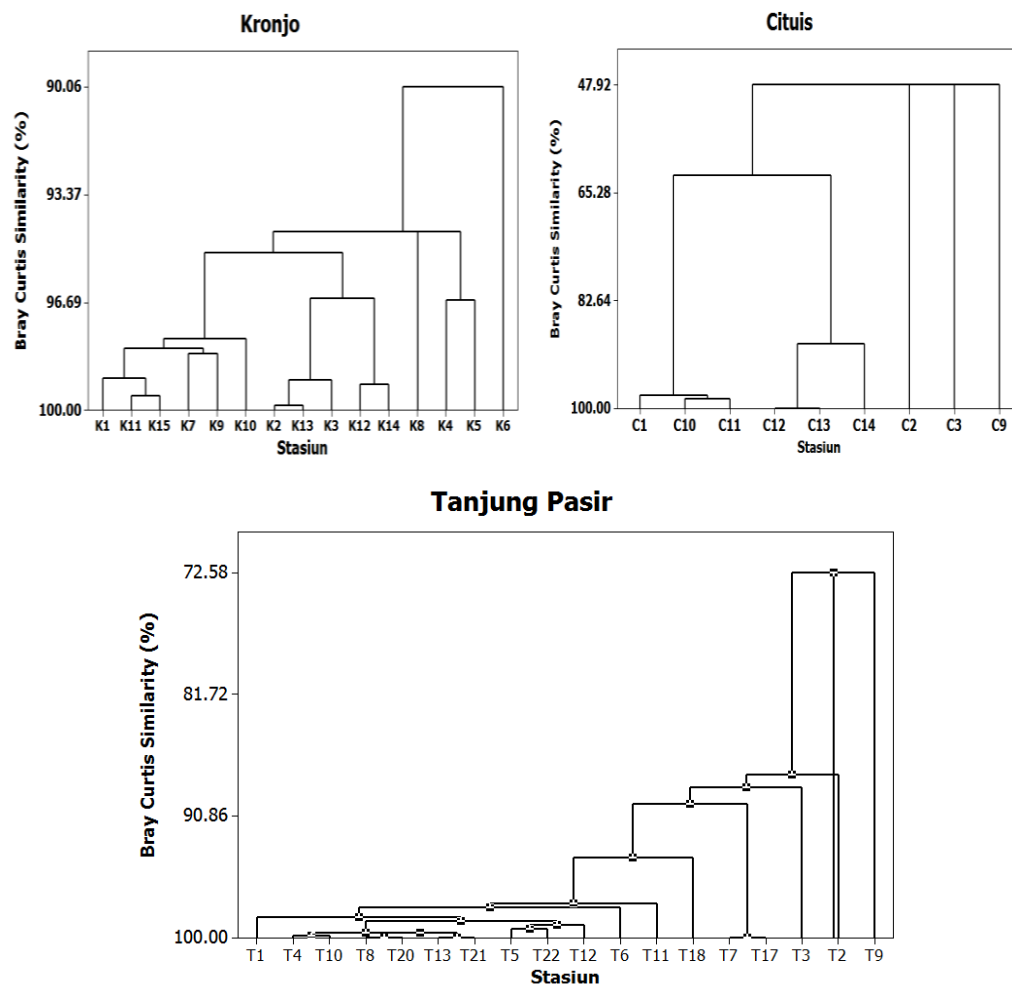 Kronjo
Bray Curtis Similarity (%)
90.06
93.37
96.69
100.00
K1 K11 K15 K7 K9 K10 K2 K13 K3 K12 K14 K8 K4 K5 K6
Stasiun
Cituis
Bray Curtis Similarity (%)
47.92
65.28
82.64
100.00
C1 C10 C11 C12 C13 C14 C2 C3 C9
Stasiun
Tanjung Pasir
Bray Curtis Similarity (%)
72.58
81.72
90.86
100.00
T1 T4 T10 T8 T20 T13 T21 T5 T22 T12 T6 T11 T18 T7 T17 T3 T2 T9
Stasiun